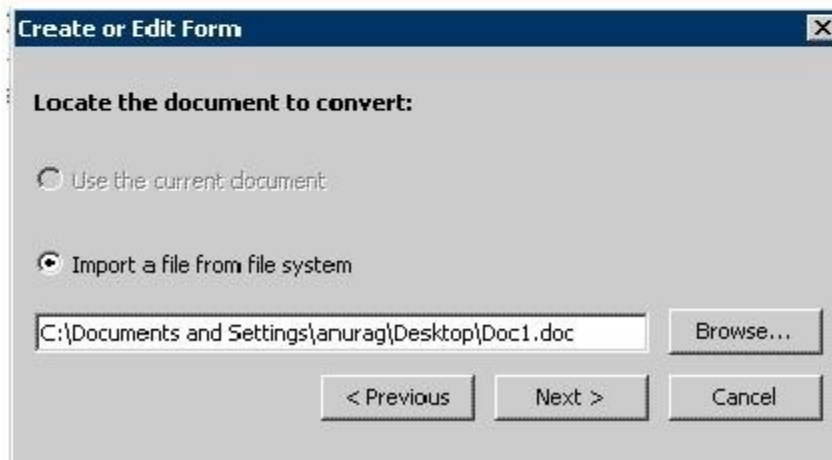 Create or Edit Form
Locate the document to convert:
Use the current document
Import a file from file system
C:\Documents and Settings\anurag\Desktop\Doc1.doc
Browse...
< Previous
Next >
Cancel